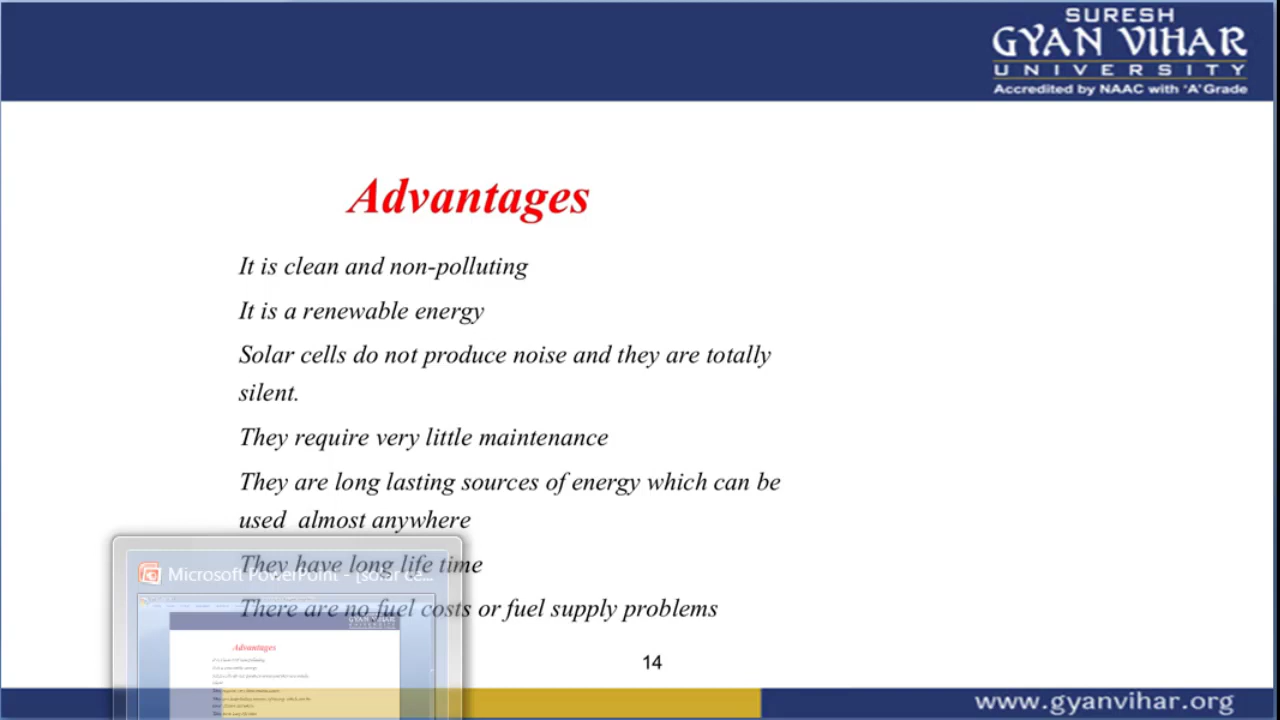 SURESH
GYAN VIHAR
UNIVERSITY
Accredited by NAAC with 'A' Grade
Advantages
It is clean and non-polluting
It is a renewable energy
Solar cells do not produce noise and they are totally
silent.
They require very little maintenance
They are long lasting sources of energy which can be
used almost anywhere
They have long life time
There are no fuel costs or fuel supply problems
Microsoft PowerPoint - [solar ce...
GYAN VIHAR
Advantages
14
www.gyanvihar.org